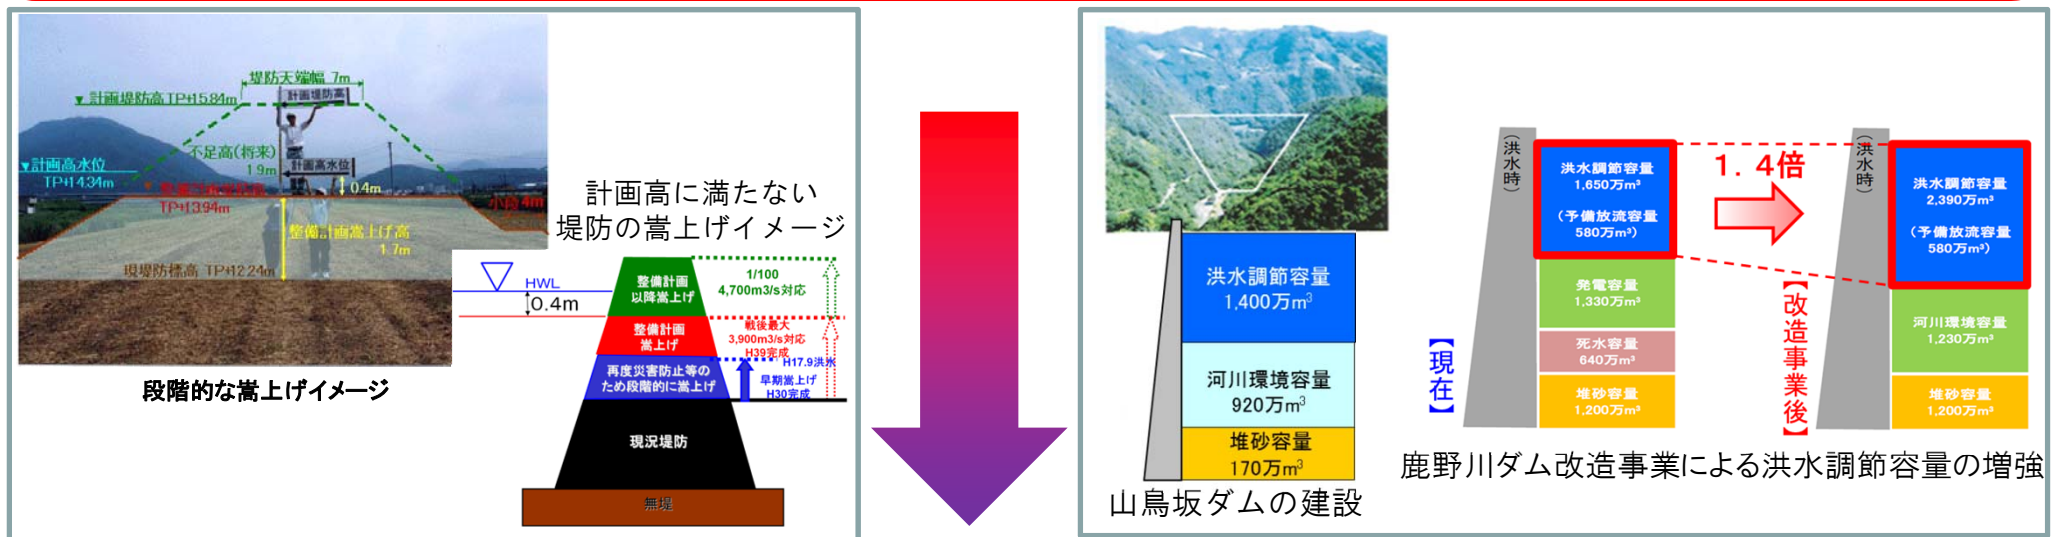 堤防天端幅 7m
▼計画堤防高TP+15.84m
計画堤防高
不足高(将来)
1.9m
▼計画高水位
TP+14.34m
計画高水位
0.4m
TP+13.94m
小段4m
整備計画嵩上げ高
1.7m
現堤防標高 TP+12.24m
段階的な嵩上げイメージ
計画高に満たない
堤防の嵩上げイメージ
HWL
0.4m
整備計画
以降嵩上げ
1/100
4,700m3/s対応
整備計画
嵩上げ
戦後最大
3,900m3/s対応
H39完成
H17.9洪水
再度災害防止等の
ため段階的に嵩上げ
早期嵩上げ
H30完成
現況堤防
無堤
洪水調節容量
1,400万m³
河川環境容量
920万m³
堆砂容量
170万m³
山鳥坂ダムの建設
(洪水時)
洪水調節容量
1,650万m³
(予備放流容量
580万m³)
発電容量
1,330万m³
死水容量
640万m³
堆砂容量
1,200万m³
【現在】
1.4倍
(洪水時)
洪水調節容量
2,390万m³
(予備放流容量
580万m³)
河川環境容量
1,230万m³
堆砂容量
1,200万m³
【改造事業後】
鹿野川ダム改造事業による洪水調節容量の増強